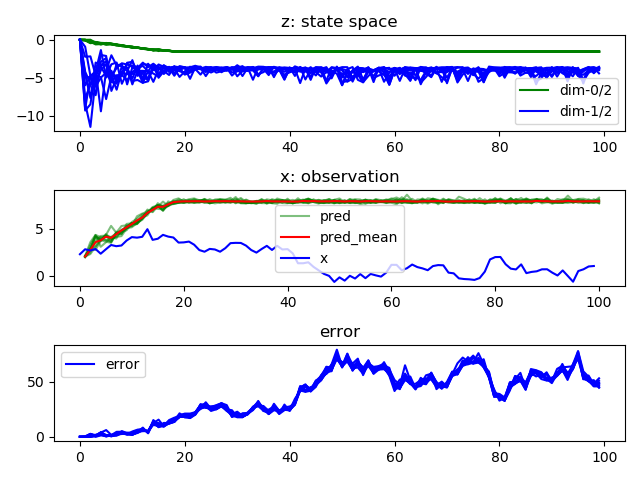 z: state space
0
−5
−10
dim-0/2
dim-1/2
0 20 40 60 80 100
x: observation
5
0
pred
pred_mean
x
0 20 40 60 80 100
error
50
0
error
0 20 40 60 80 100